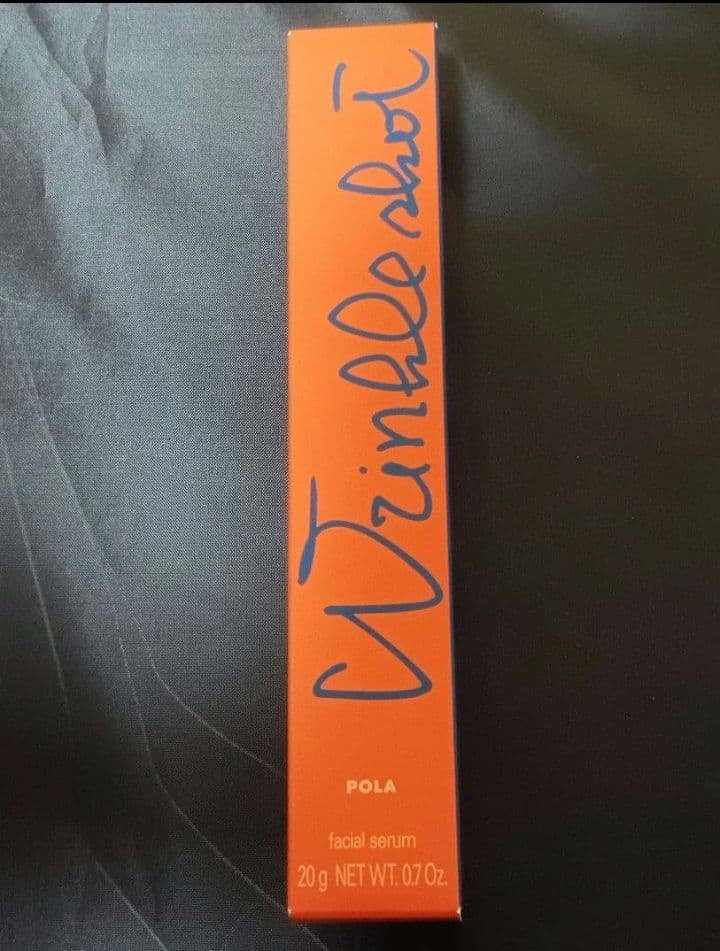 Wrinkle shot
POLA
facial serum
20 g NET WT. 0.7 Oz.